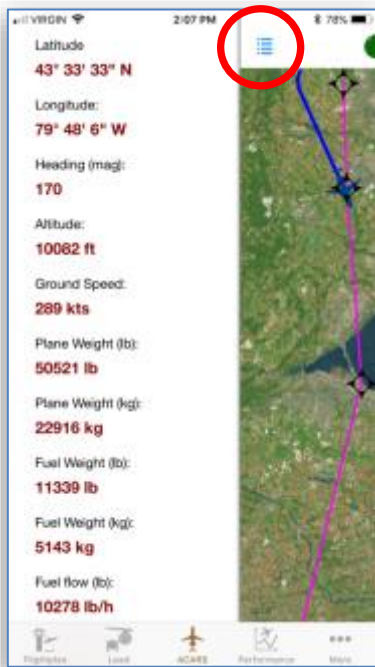 VIRGIN 2:07 PM 78%
Latitude
43° 33' 33" N
Longitude:
79° 48' 6" W
Heading (mag):
170
Altitude:
10082 ft
Ground Speed:
289 kts
Plane Weight (lb):
50521 lb
Plane Weight (kg):
22916 kg
Fuel Weight (lb):
11339 lb
Fuel Weight (kg):
5143 kg
Fuel flow (lb):
10278 lb/h
Flightplan Load ACARS Performance More